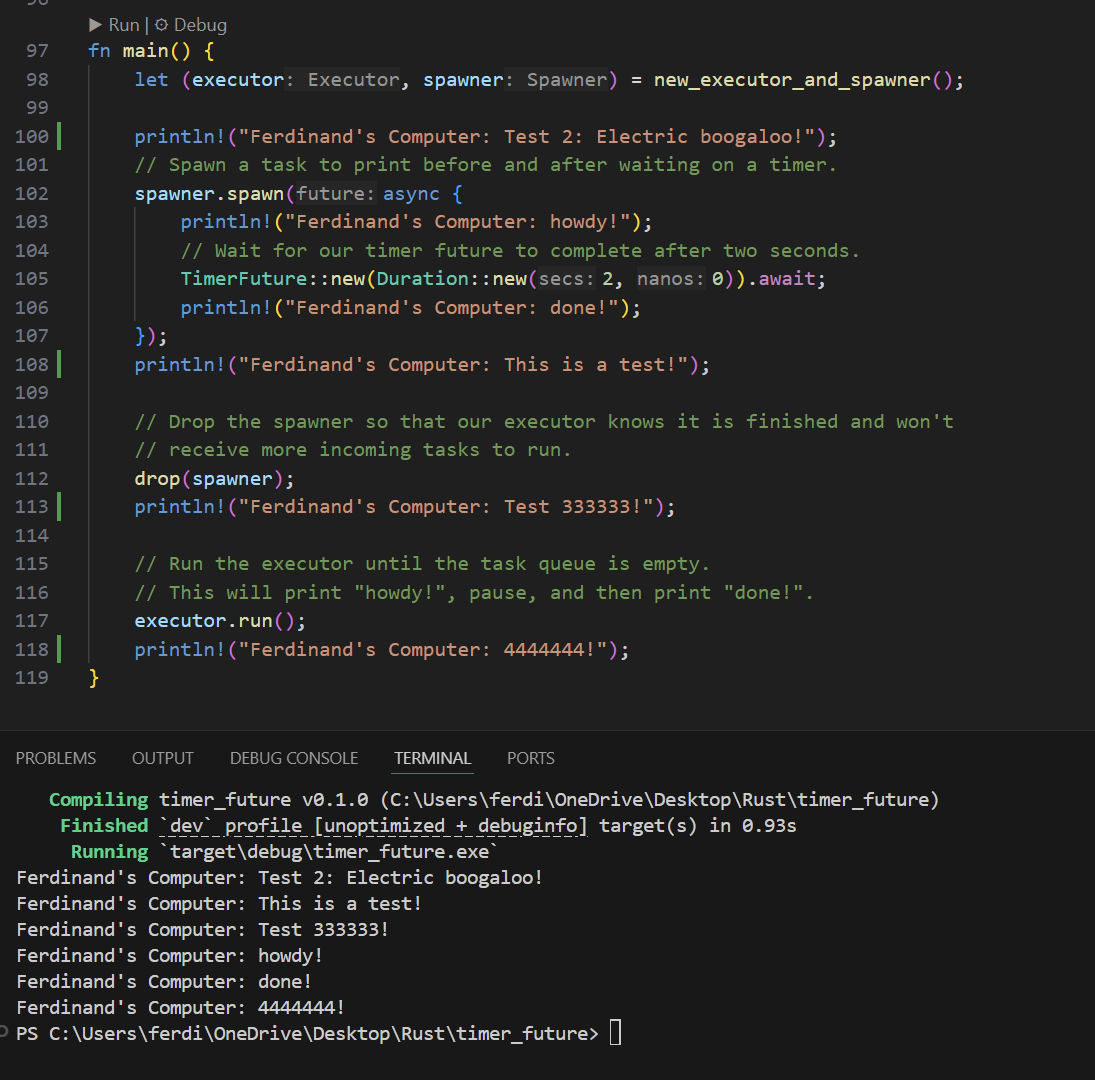 Run | Debug
97 fn main() {
98 let (executor: Executor, spawner: Spawner) = new_executor_and_spawner();
99
100 println!("Ferdinand's Computer: Test 2: Electric boogaloo!");
101 // Spawn a task to print before and after waiting on a timer.
102 spawner.spawn(future: async {
103 println!("Ferdinand's Computer: howdy!");
104 // Wait for our timer future to complete after two seconds.
105 TimerFuture::new(Duration::new(secs: 2, nanos: 0)).await;
106 println!("Ferdinand's Computer: done!");
107 });
108 println!("Ferdinand's Computer: This is a test!");
109
110 // Drop the spawner so that our executor knows it is finished and won't
111 // receive more incoming tasks to run.
112 drop(spawner);
113 println!("Ferdinand's Computer: Test 333333!");
114
115 // Run the executor until the task queue is empty.
116 // This will print "howdy!", pause, and then print "done!".
117 executor.run();
118 println!("Ferdinand's Computer: 4444444!");
119 }
PROBLEMS OUTPUT DEBUG CONSOLE TERMINAL PORTS
Compiling timer_future v0.1.0 (C:\Users\ferdi\OneDrive\Desktop\Rust\timer_future)
Finished `dev` profile [unoptimized + debuginfo] target(s) in 0.93s
Running `target\debug\timer_future.exe`
Ferdinand's Computer: Test 2: Electric boogaloo!
Ferdinand's Computer: This is a test!
Ferdinand's Computer: Test 333333!
Ferdinand's Computer: howdy!
Ferdinand's Computer: done!
Ferdinand's Computer: 4444444!
PS C:\Users\ferdi\OneDrive\Desktop\Rust\timer_future>